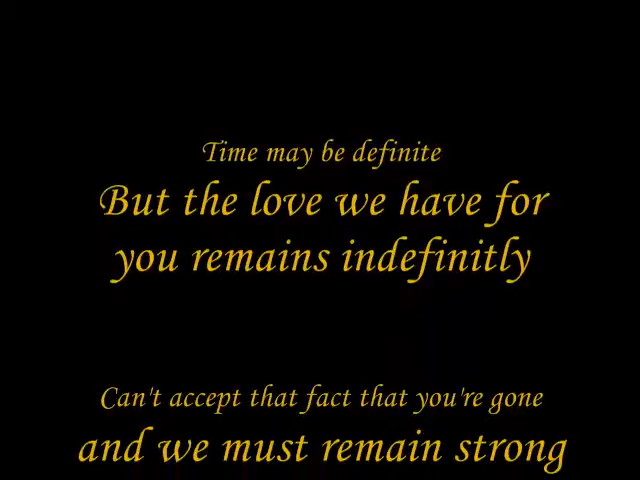 Time may be definite
But the love we have for
you remains indefinitly
Can't accept that fact that you're gone
and we must remain strong